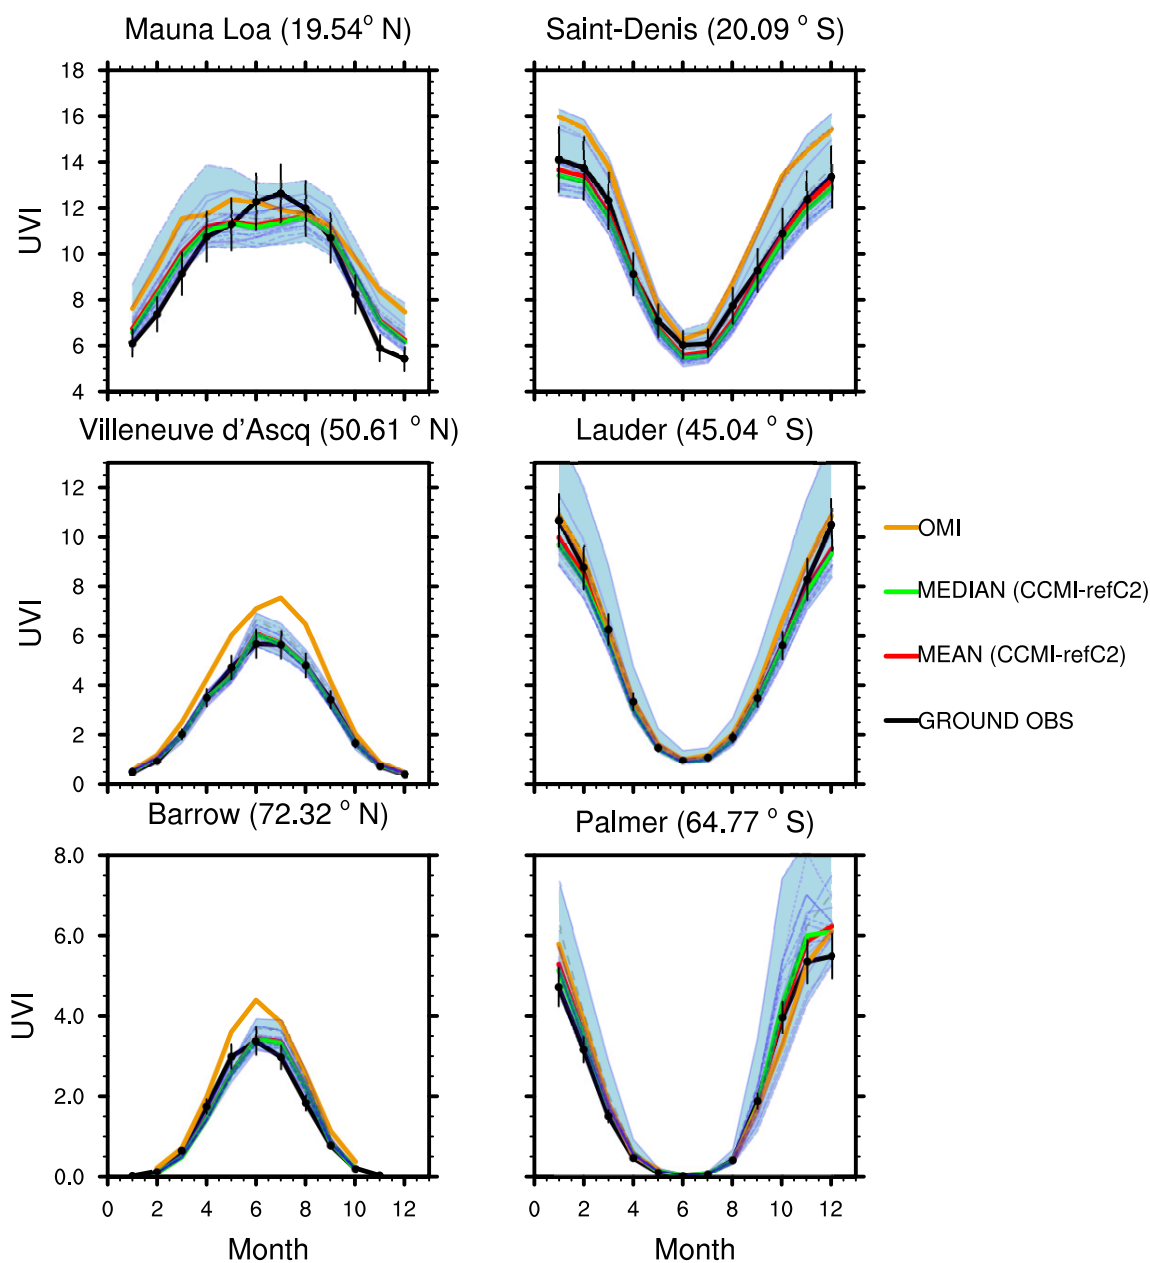 Mauna Loa (19.54° N)
Saint-Denis (20.09 ° S)
18
16
14
12
10
8
6
4
UVI
Villeneuve d'Ascq (50.61 ° N)
Lauder (45.04 ° S)
12
10
8
6
4
2
0
UVI
OMI
MEDIAN (CCMI-refC2)
MEAN (CCMI-refC2)
GROUND OBS
Barrow (72.32 ° N)
Palmer (64.77 ° S)
8.0
6.0
4.0
2.0
0.0
UVI
0 2 4 6 8 10 12
0 2 4 6 8 10 12
Month
Month